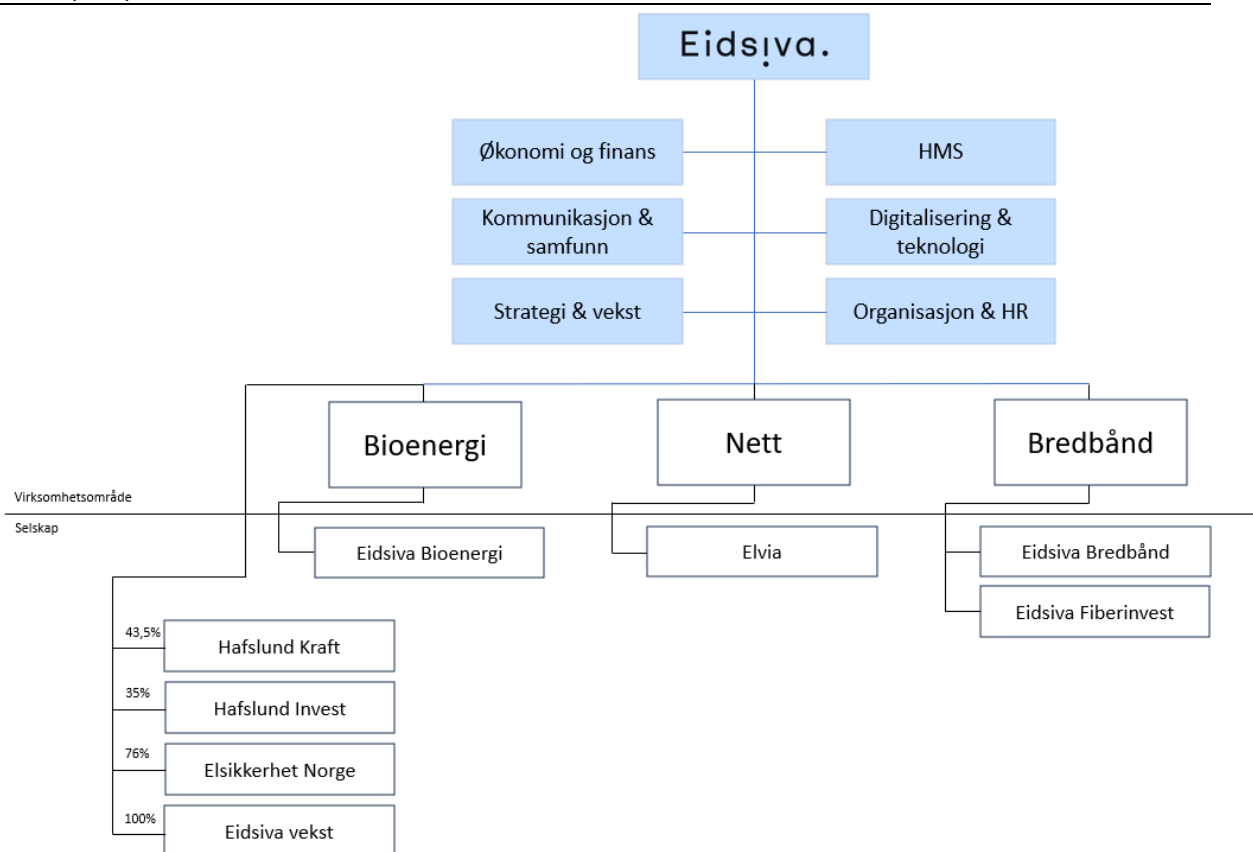 Eidsiva.
Økonomi og finans
HMS
Kommunikasjon &
samfunn
Digitalisering &
teknologi
Strategi & vekst
Organisasjon & HR
Bioenergi
Nett
Bredbånd
Virksomhetsområde
Selskap
Eidsiva Bioenergi
Elvia
Eidsiva Bredbånd
Eidsiva Fiberinvest
43,5%
Hafslund Kraft
35%
Hafslund Invest
76%
Elsikkerhet Norge
100%
Eidsiva vekst